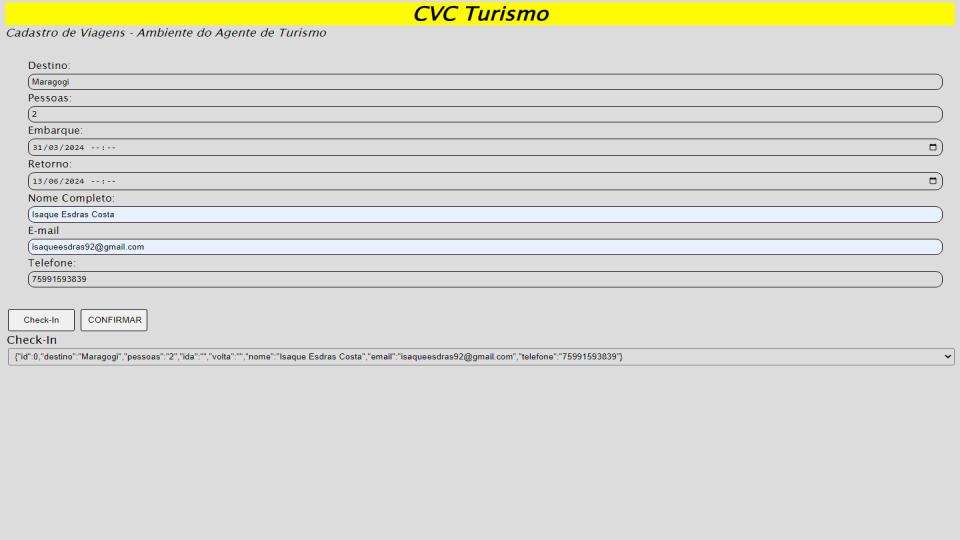 CVC Turismo
Cadastro de Viagens - Ambiente do Agente de Turismo
Destino:
Maragogi
Pessoas:
2
Embarque:
31/03/2024 --:--
Retorno:
13/06/2024 --:--
Nome Completo:
Isaque Esdras Costa
E-mail
isaqueesdras92@gmail.com
Telefone:
75991593839
Check-In CONFIRMAR
Check-In
{"id":0,"destino":"Maragogi","pessoas":"2","ida":"","volta":"","nome":"Isaque Esdras Costa","email":"isaqueesdras92@gmail.com","telefone":"75991593839"}